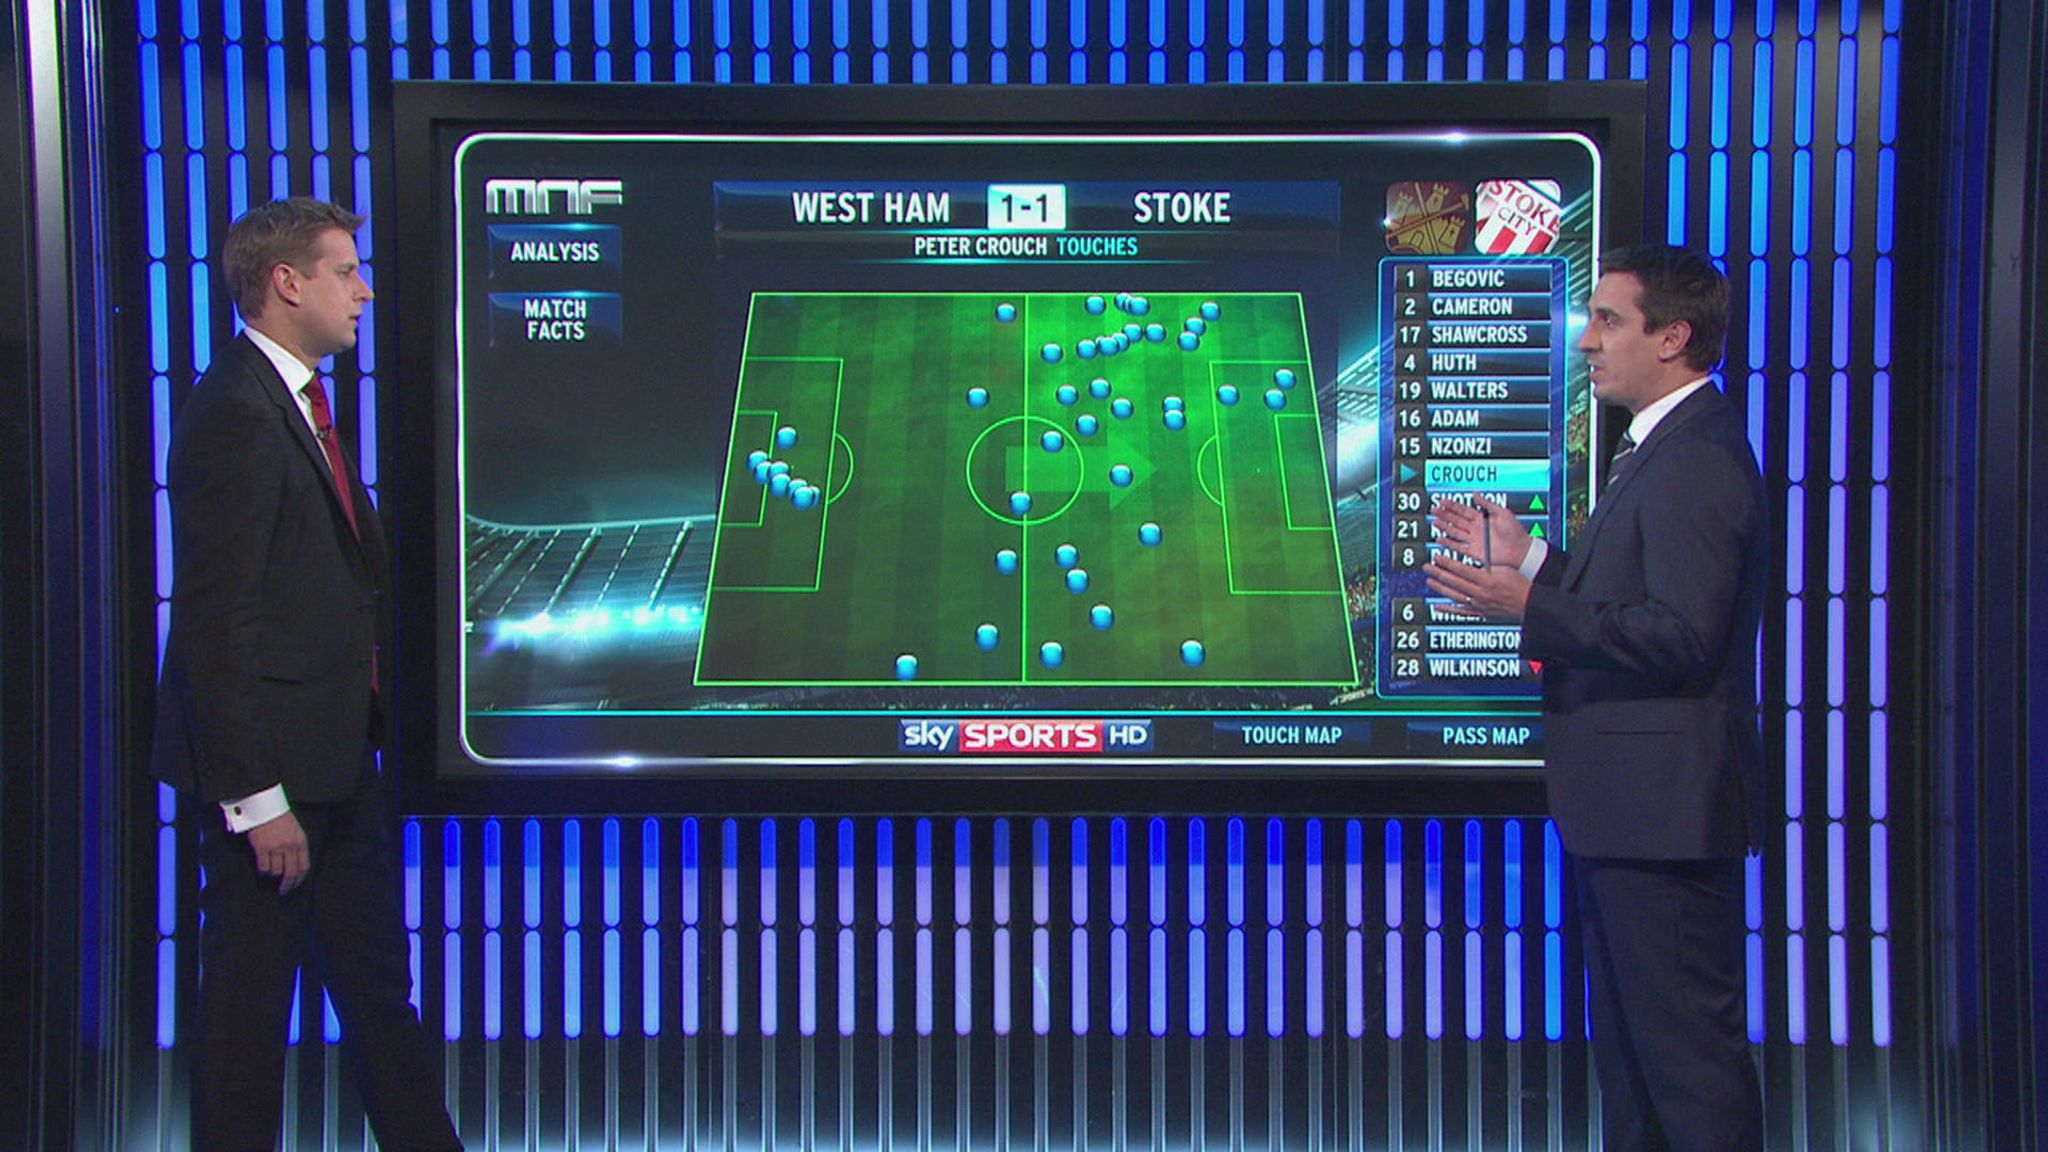 MNF
ANALYSIS
MATCH
FACTS
WEST HAM 1-1 STOKE
PETER CROUCH TOUCHES
STOKE
CITY
1 BEGOVIC
2 CAMERON
17 SHAWCROSS
4 HUTH
19 WALTERS
16 ADAM
15 NZONZI
CROUCH
30
21
8
6
26 ETHERINGTON
28 WILKINSON
sky SPORTS HD
TOUCH MAP
PASS MAP